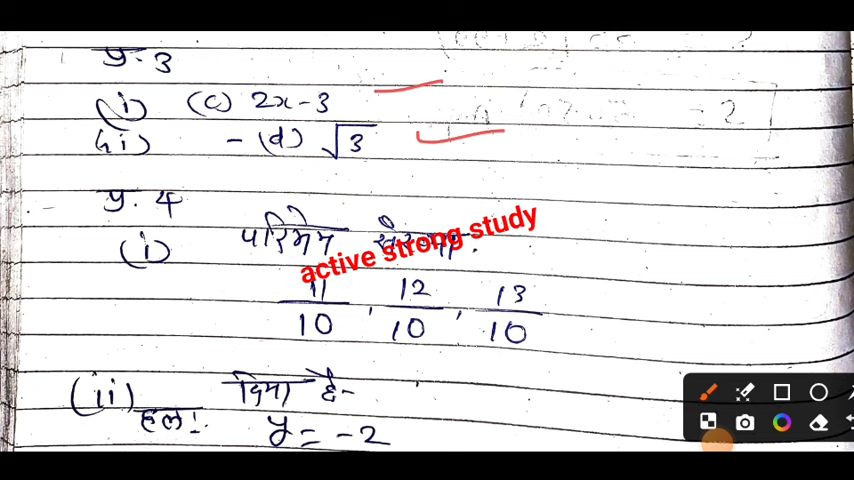 प्र. 3
(i) (c) 2x-3
(ii) - (d) √3
प्र. 4
(i) परिमेय संख्या.
active strong study
11/10, 12/10, 13/10
(ii) दिया है-
हल:
y = -2